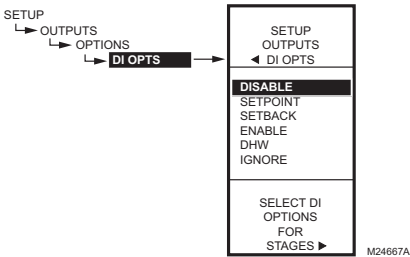 SETUP
OUTPUTS
OPTIONS
DI OPTS
SETUP
OUTPUTS
◄ DI OPTS
DISABLE
SETPOINT
SETBACK
ENABLE
DHW
IGNORE
SELECT DI
OPTIONS
FOR
STAGES ►
M24667A